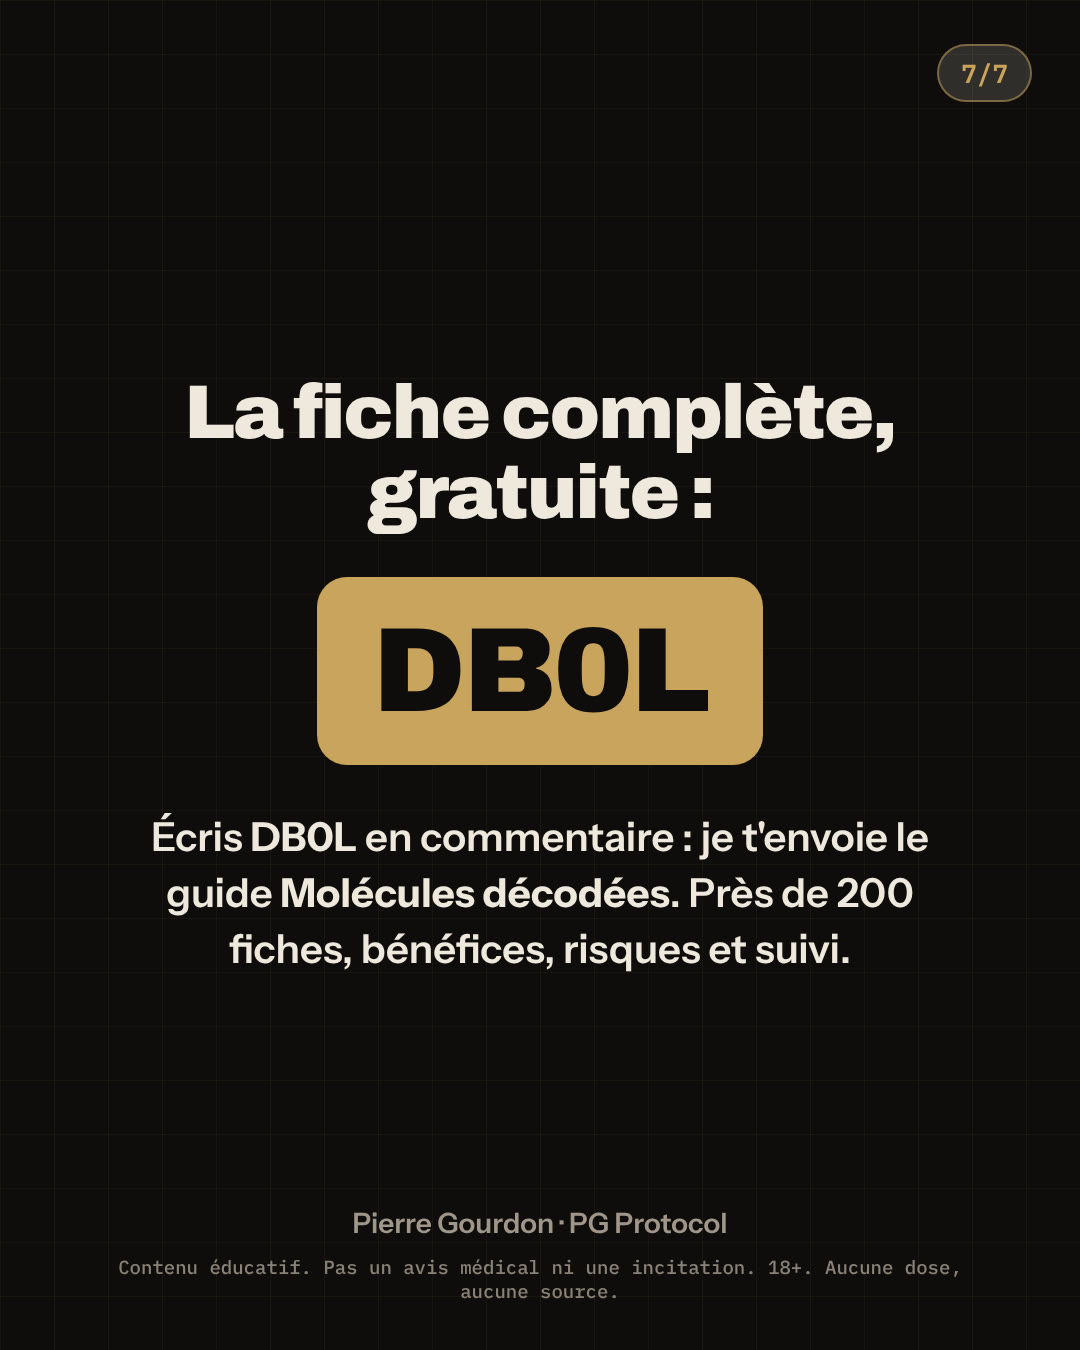 7/7
La fiche complète,
gratuite :
DB0L
Écris DB0L en commentaire : je t'envoie le
guide Molécules décodées. Près de 200
fiches, bénéfices, risques et suivi.
Pierre Gourdon · PG Protocol
Contenu éducatif. Pas un avis médical ni une incitation. 18+. Aucune dose,
aucune source.